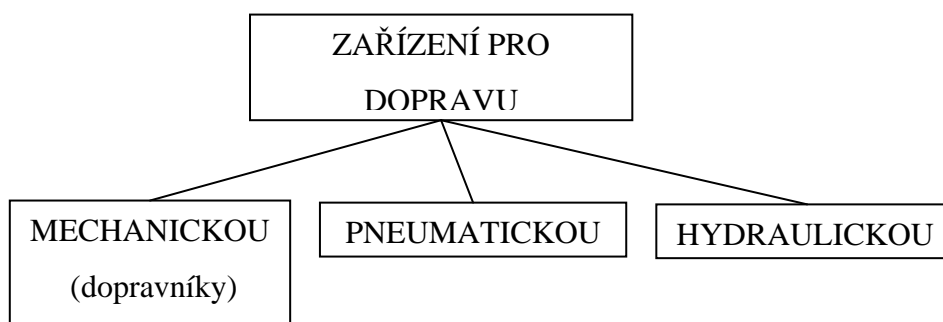 ZAŘÍZENÍ PRO
DOPRAVU
MECHANICKOU
(dopravníky)
PNEUMATICKOU
HYDRAULICKOU